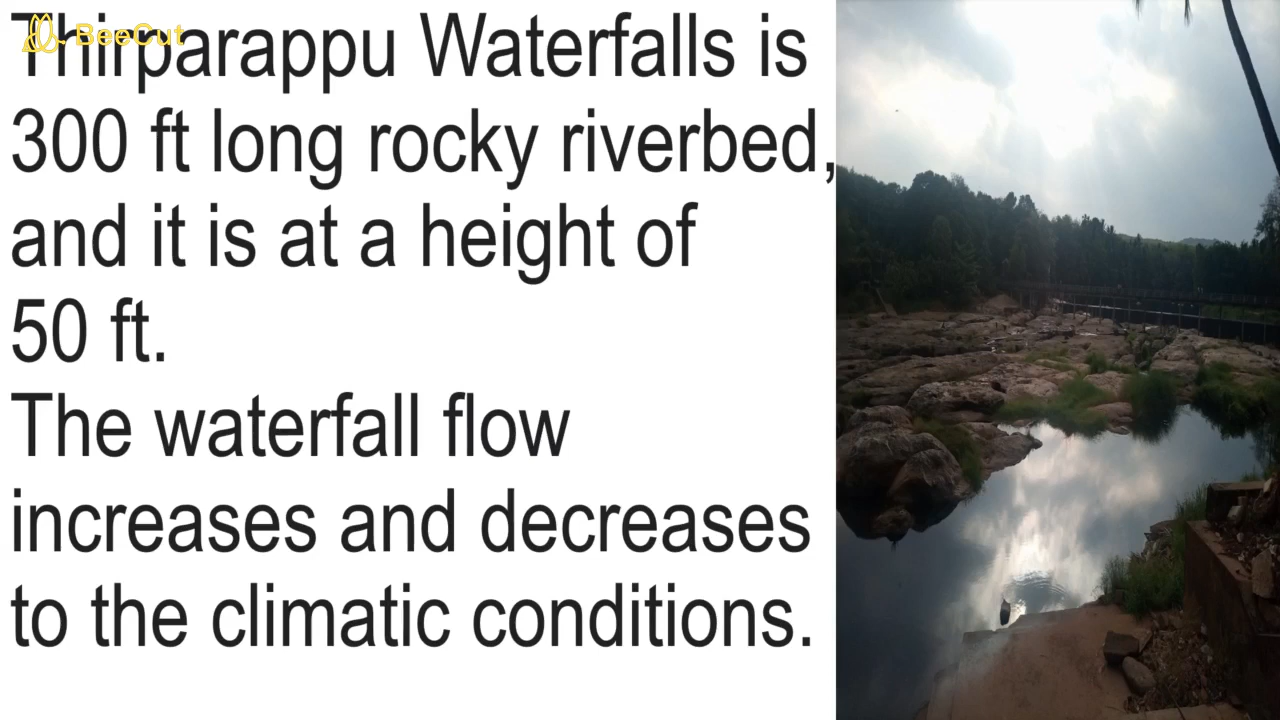 BeeCut
Thirparappu Waterfalls is
300 ft long rocky riverbed,
and it is at a height of
50 ft.
The waterfall flow
increases and decreases
to the climatic conditions.